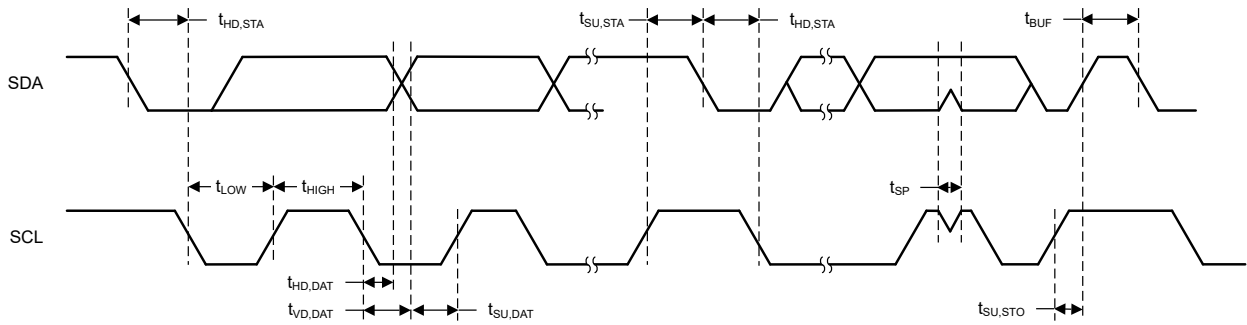 tHD,STA
tSU,STA
tHD,STA
tBUF
SDA
tLOW
tHIGH
tSP
SCL
tHD,DAT
tVD,DAT
tSU,DAT
tSU,STO